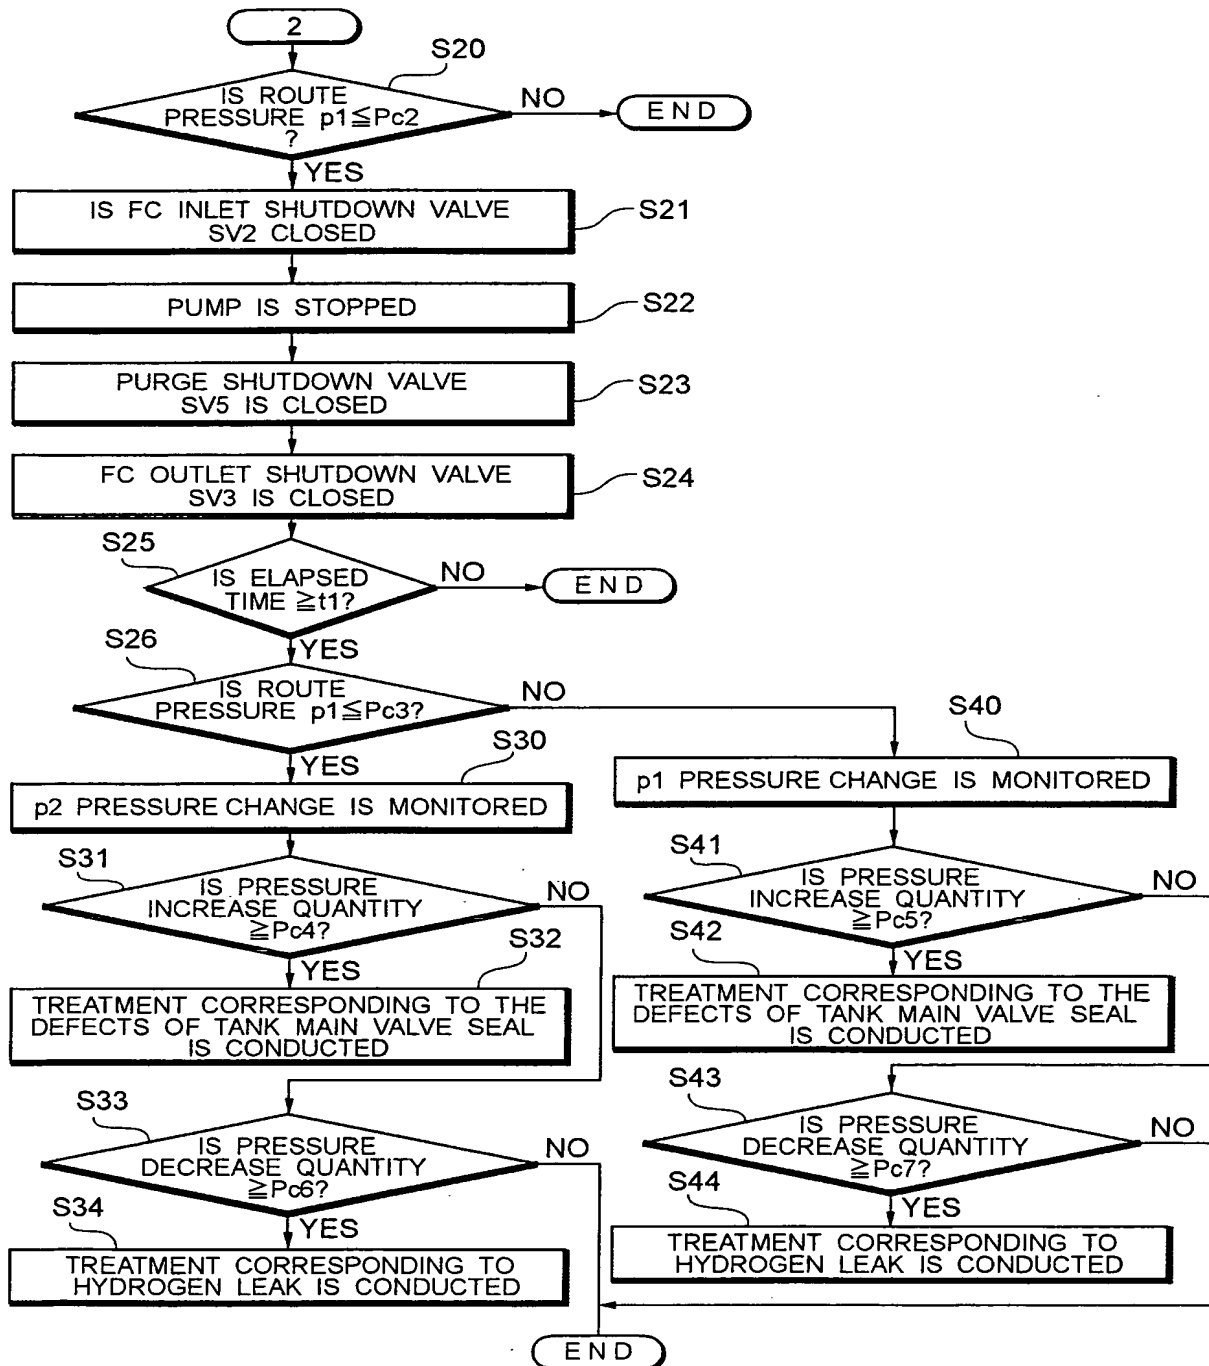 2
S20
IS ROUTE
PRESSURE p1≦Pc2
?
NO
END
YES
IS FC INLET SHUTDOWN VALVE
SV2 CLOSED
S21
PUMP IS STOPPED
S22
PURGE SHUTDOWN VALVE
SV5 IS CLOSED
S23
FC OUTLET SHUTDOWN VALVE
SV3 IS CLOSED
S24
S25
IS ELAPSED
TIME ≧t1?
NO
END
YES
S26
IS ROUTE
PRESSURE p1≦Pc3?
NO
YES
S30
p2 PRESSURE CHANGE IS MONITORED
S31
IS PRESSURE
INCREASE QUANTITY
≧Pc4?
NO
YES
S32
TREATMENT CORRESPONDING TO THE
DEFECTS OF TANK MAIN VALVE SEAL
IS CONDUCTED
S33
IS PRESSURE
DECREASE QUANTITY
≧Pc6?
NO
YES
S34
TREATMENT CORRESPONDING TO
HYDROGEN LEAK IS CONDUCTED
S40
p1 PRESSURE CHANGE IS MONITORED
S41
IS PRESSURE
INCREASE QUANTITY
≧Pc5?
NO
YES
S42
TREATMENT CORRESPONDING TO THE
DEFECTS OF TANK MAIN VALVE SEAL
IS CONDUCTED
S43
IS PRESSURE
DECREASE QUANTITY
≧Pc7?
NO
YES
S44
TREATMENT CORRESPONDING TO
HYDROGEN LEAK IS CONDUCTED
END